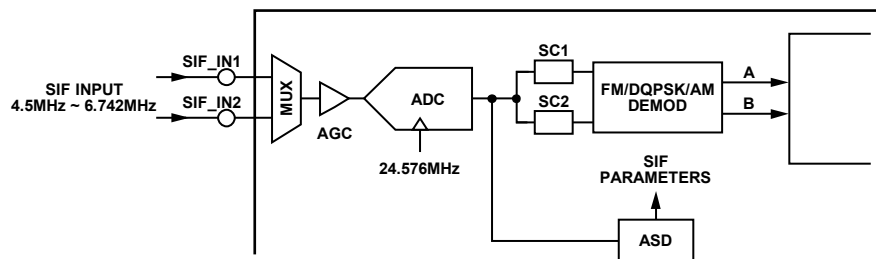 SIF INPUT
4.5MHz ~ 6.742MHz
SIF_IN1
SIF_IN2
MUX
AGC
ADC
24.576MHz
SC1
SC2
FM/DQPSK/AM
DEMOD
A
B
SIF
PARAMETERS
ASD